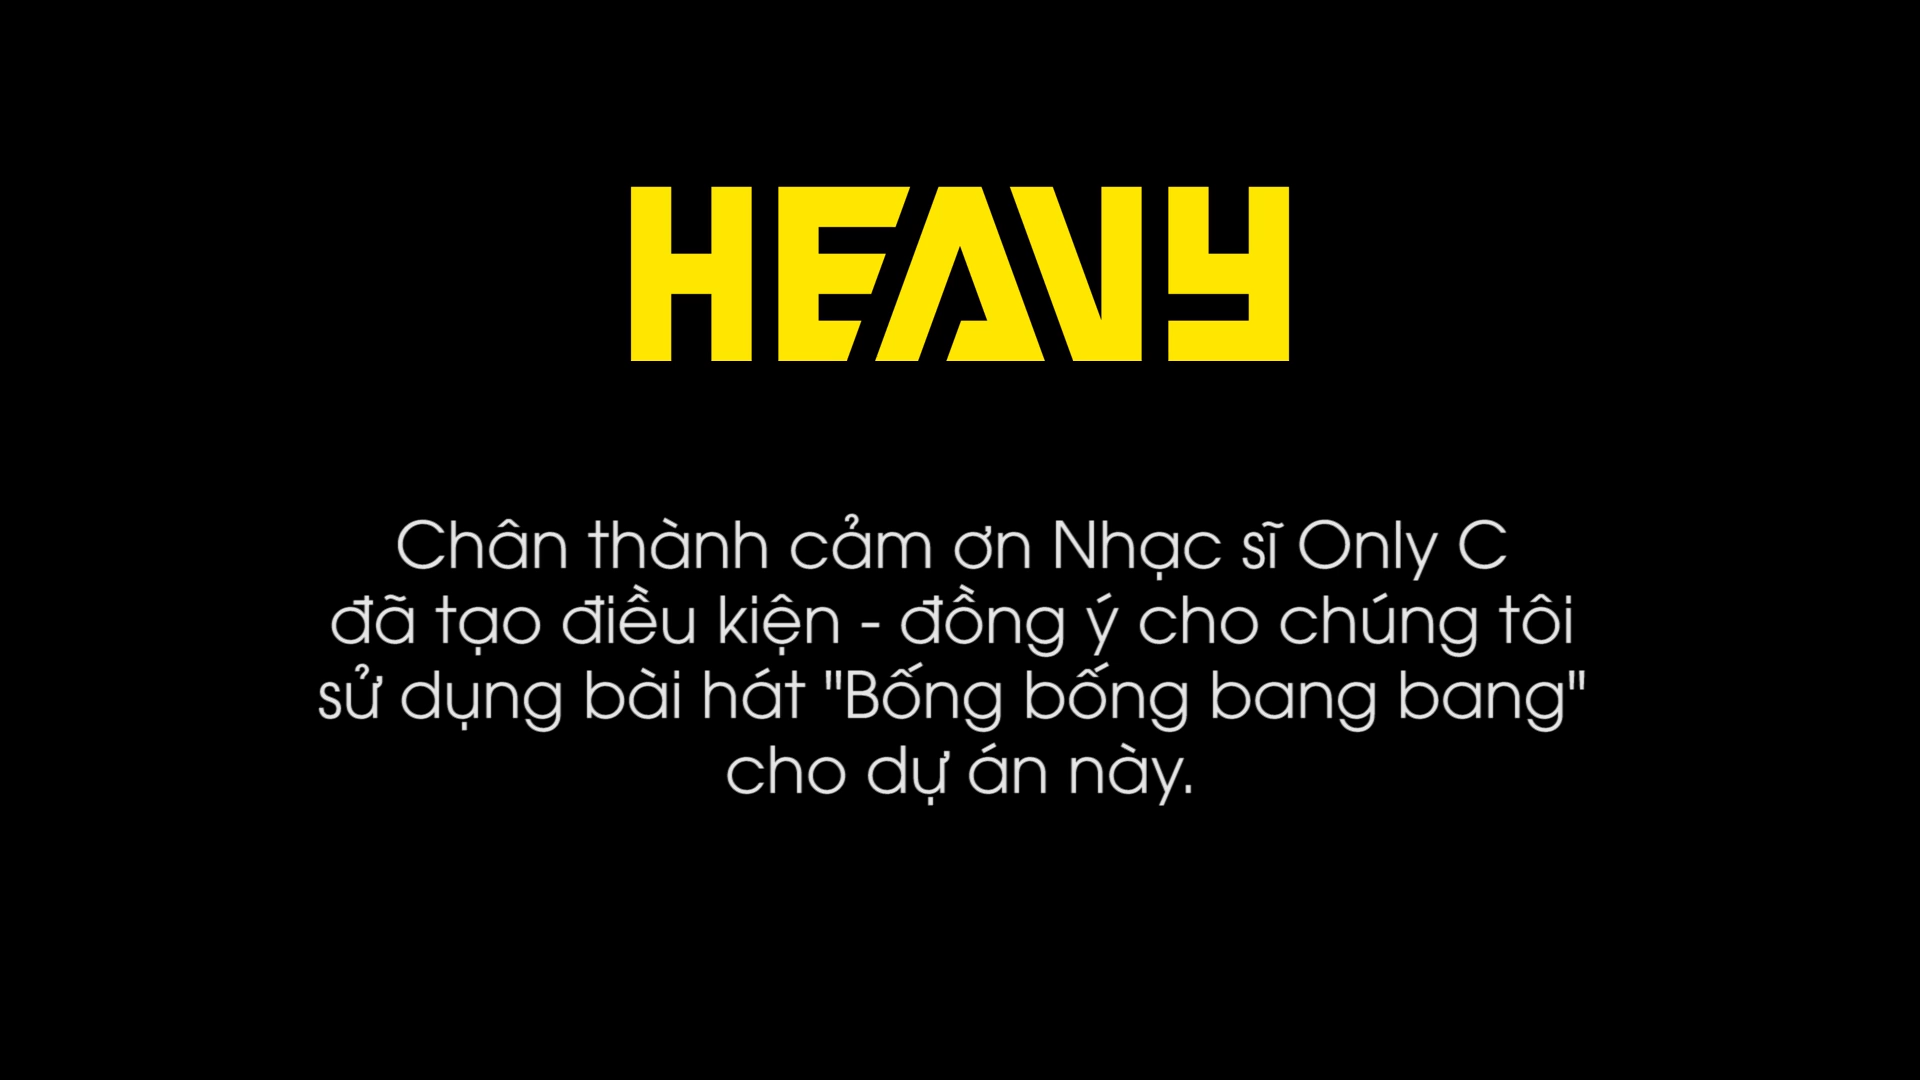 HEAVY
Chân thành cảm ơn Nhạc sĩ Only C
đã tạo điều kiện - đồng ý cho chúng tôi
sử dụng bài hát "Bống bống bang bang"
cho dự án này.